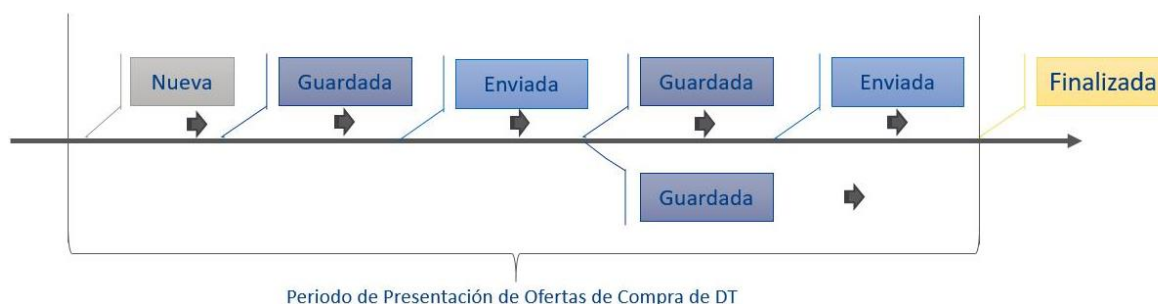 Nueva
Guardada
Enviada
Guardada
Enviada
Finalizada
Guardada
Periodo de Presentación de Ofertas de Compra de DT